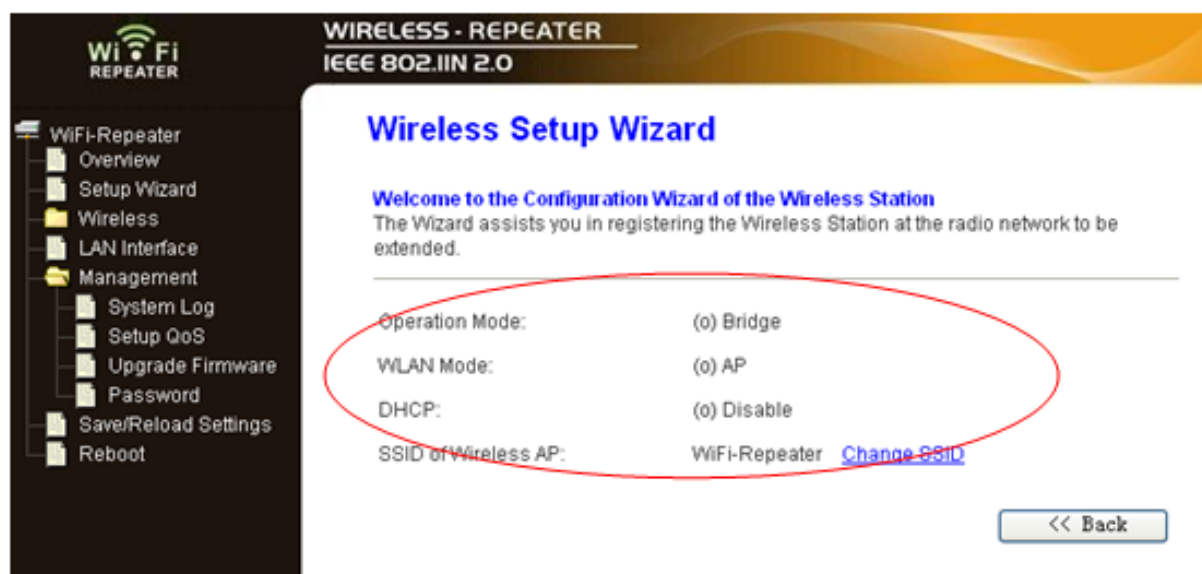 Wi Fi
REPEATER
WIRELESS - REPEATER
IEEE 802.11N 2.0
WiFi-Repeater
Overview
Setup Wizard
Wireless
LAN Interface
Management
System Log
Setup QoS
Upgrade Firmware
Password
Save/Reload Settings
Reboot
Wireless Setup Wizard
Welcome to the Configuration Wizard of the Wireless Station
The Wizard assists you in registering the Wireless Station at the radio network to be
extended.
Operation Mode: (o) Bridge
WLAN Mode: (o) AP
DHCP: (o) Disable
SSID of Wireless AP: WiFi-Repeater Change SSID
<< Back